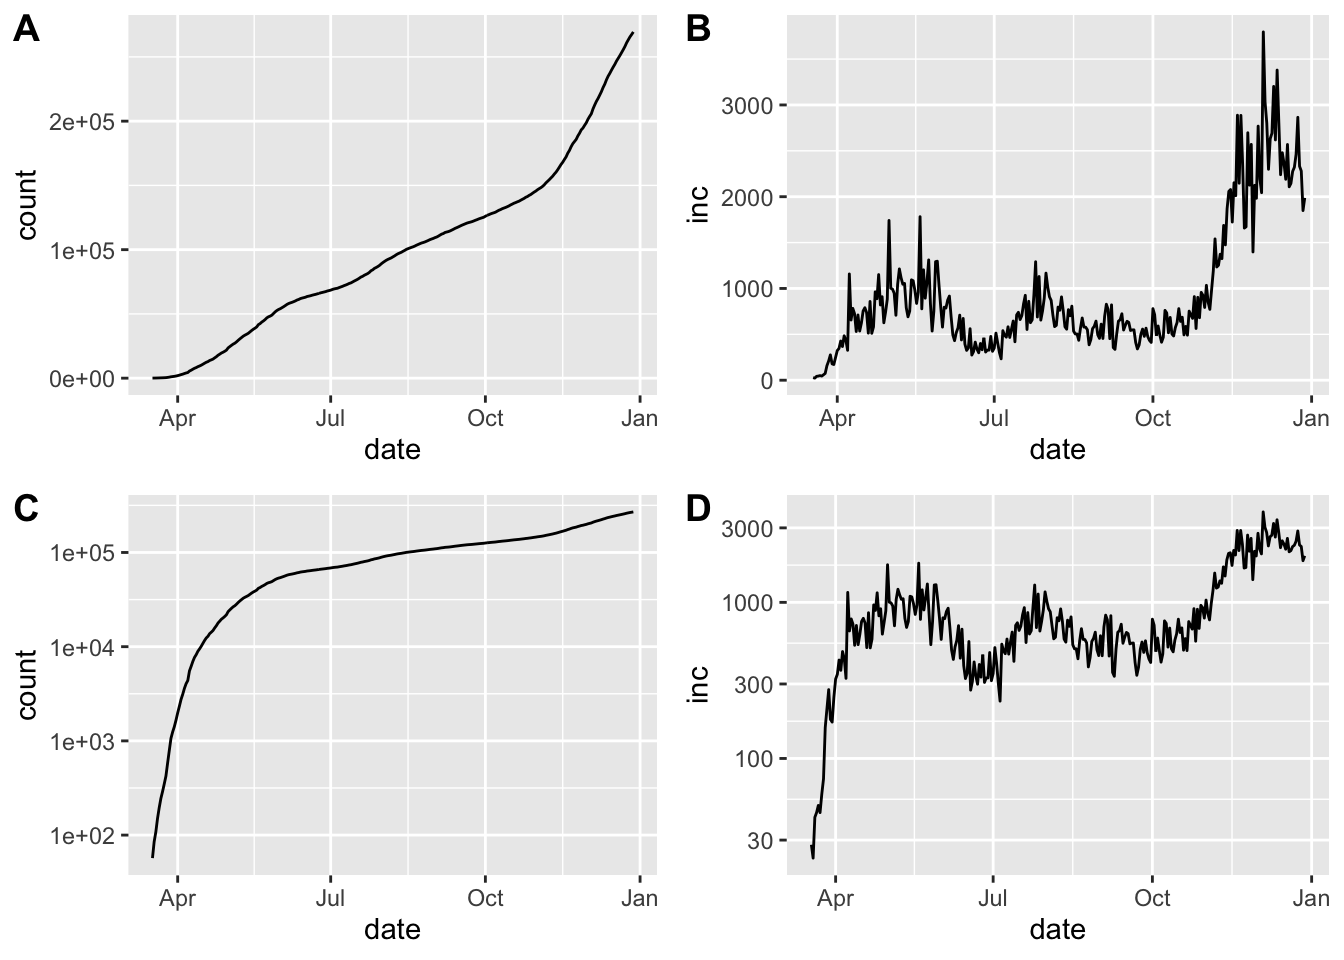 A
count
2e+05
1e+05
0e+00
Apr Jul Oct Jan
date
B
inc
3000
2000
1000
0
Apr Jul Oct Jan
date
C
count
1e+05
1e+04
1e+03
1e+02
Apr Jul Oct Jan
date
D
inc
3000
1000
300
100
30
Apr Jul Oct Jan
date